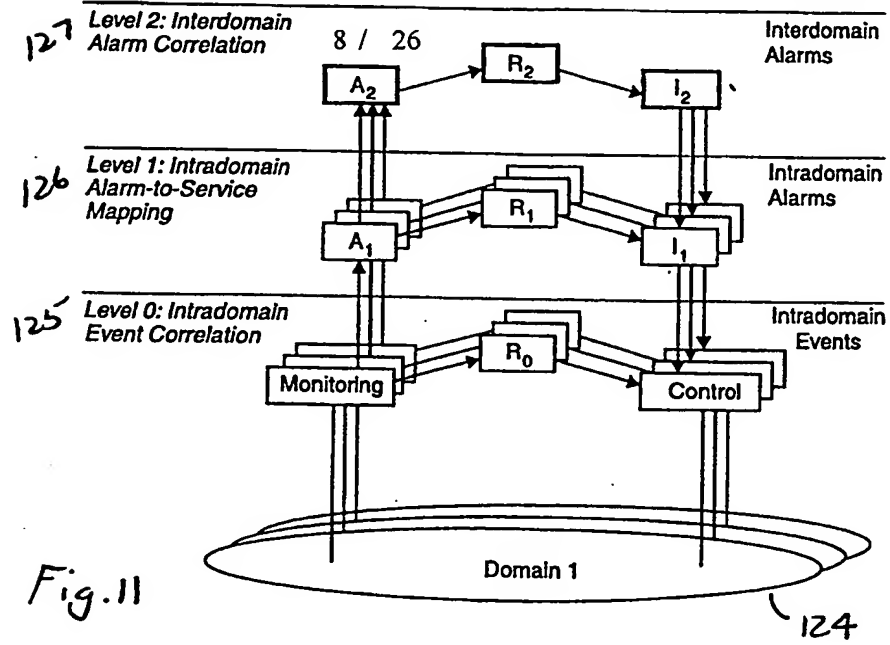 127
Level 2: Interdomain
Alarm Correlation
8 / 26
Interdomain
Alarms
A2
R2
I2
126
Level 1: Intradomain
Alarm-to-Service
Mapping
Intradomain
Alarms
A1
R1
I1
125
Level 0: Intradomain
Event Correlation
Intradomain
Events
Monitoring
R0
Control
Domain 1
Fig.11
124